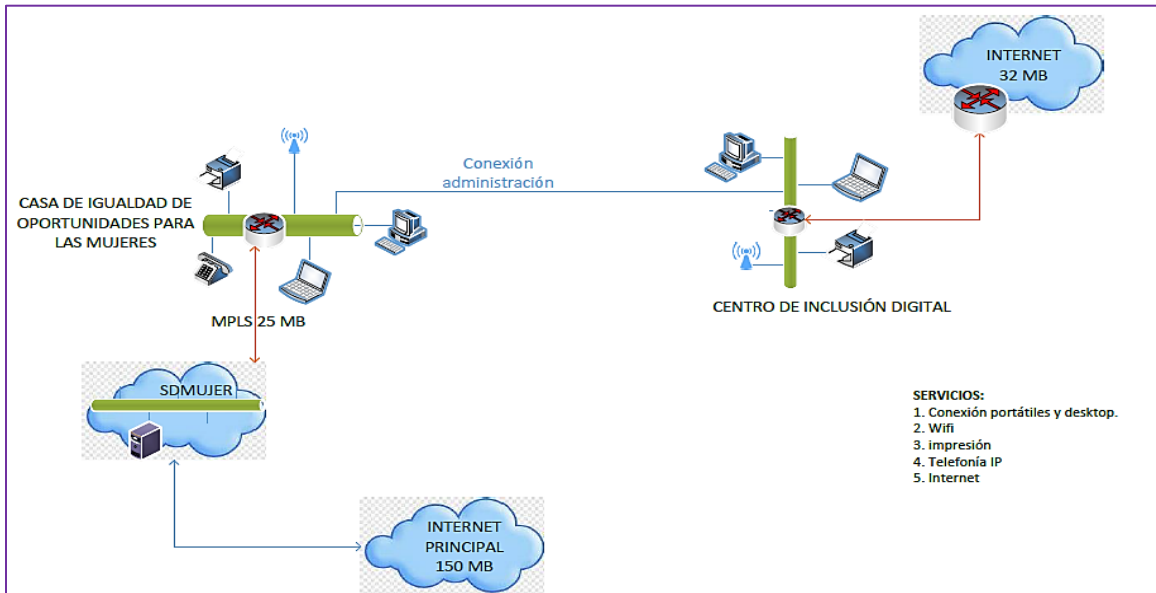 INTERNET
32 MB
Conexión
administración
CASA DE IGUALDAD DE
OPORTUNIDADES PARA
LAS MUJERES
CENTRO DE INCLUSIÓN DIGITAL
MPLS 25 MB
SDMUJER
SERVICIOS:
1. Conexión portátiles y desktop.
2. Wifi
3. impresión
4. Telefonía IP
5. Internet
INTERNET
PRINCIPAL
150 MB